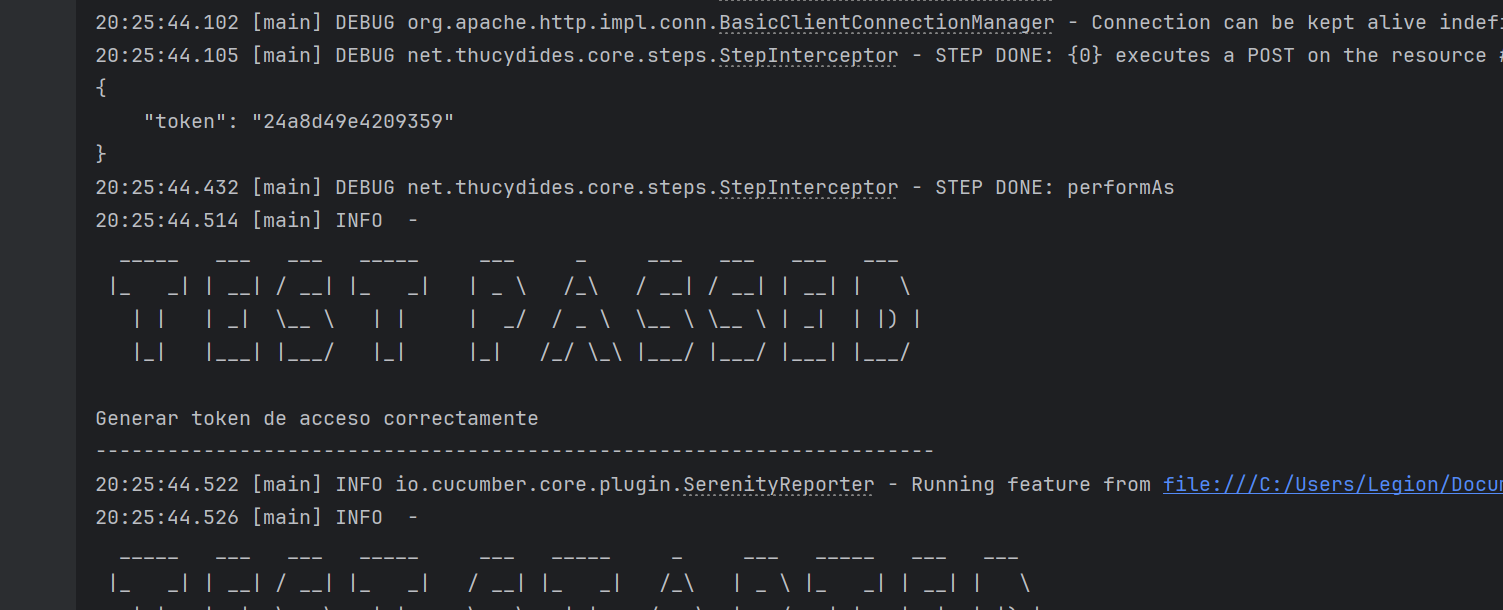 20:25:44.102 [main] DEBUG org.apache.http.impl.conn.BasicClientConnectionManager - Connection can be kept alive
20:25:44.105 [main] DEBUG net.thucydides.core.steps.StepInterceptor - STEP DONE: {0} executes a POST on the resource
{
    "token": "24a8d49e4209359"
}
20:25:44.432 [main] DEBUG net.thucydides.core.steps.StepInterceptor - STEP DONE: performAs
20:25:44.514 [main] INFO  -
TEST PASSED
Generar token de acceso correctamente
----------------------------------------------------------------------
20:25:44.522 [main] INFO io.cucumber.core.plugin.SerenityReporter - Running feature from file:///C:/Users/Legion/
20:25:44.526 [main] INFO  -
TEST STARTED